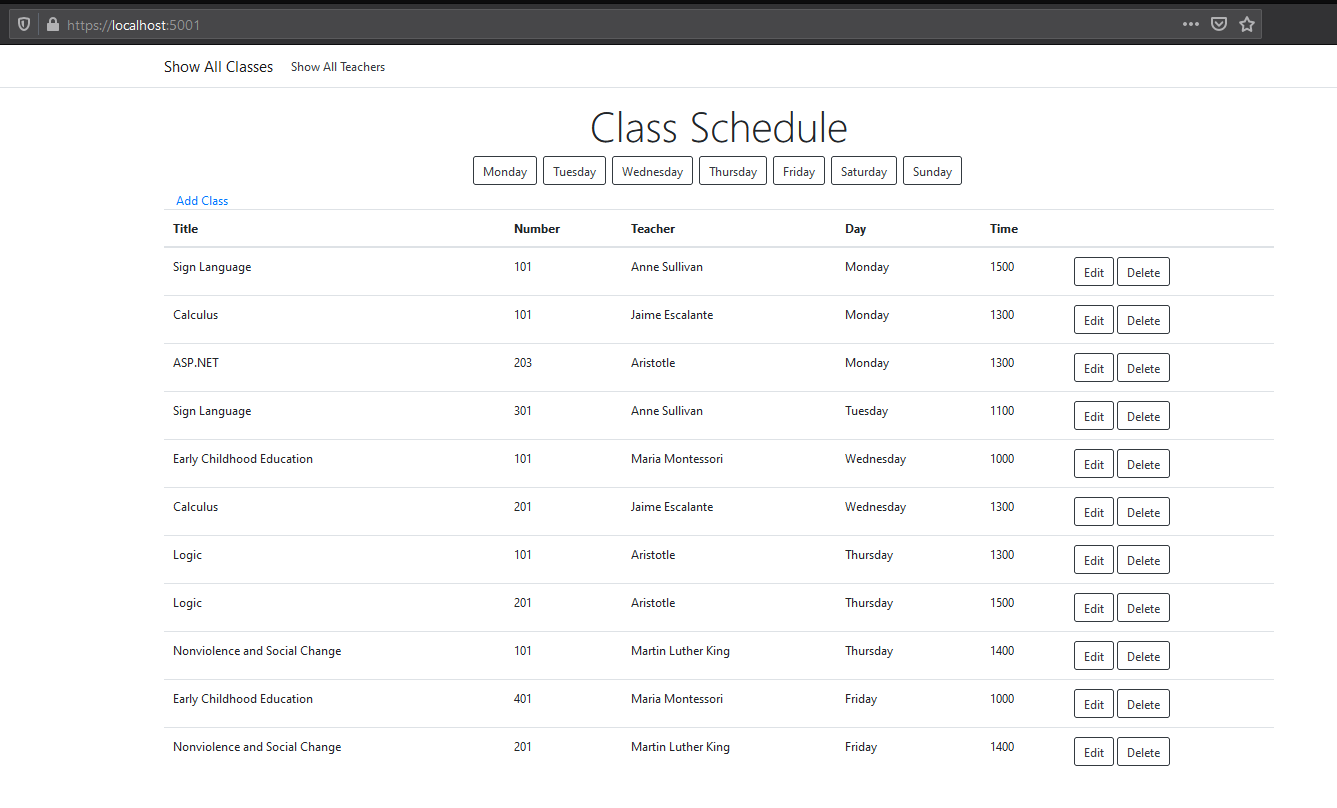 https://localhost:5001
Show All Classes Show All Teachers
Class Schedule
Monday Tuesday Wednesday Thursday Friday Saturday Sunday
Add Class
Title Number Teacher Day Time
Sign Language 101 Anne Sullivan Monday 1500 Edit Delete
Calculus 101 Jaime Escalante Monday 1300 Edit Delete
ASP.NET 203 Aristotle Monday 1300 Edit Delete
Sign Language 301 Anne Sullivan Tuesday 1100 Edit Delete
Early Childhood Education 101 Maria Montessori Wednesday 1000 Edit Delete
Calculus 201 Jaime Escalante Wednesday 1300 Edit Delete
Logic 101 Aristotle Thursday 1300 Edit Delete
Logic 201 Aristotle Thursday 1500 Edit Delete
Nonviolence and Social Change 101 Martin Luther King Thursday 1400 Edit Delete
Early Childhood Education 401 Maria Montessori Friday 1000 Edit Delete
Nonviolence and Social Change 201 Martin Luther King Friday 1400 Edit Delete